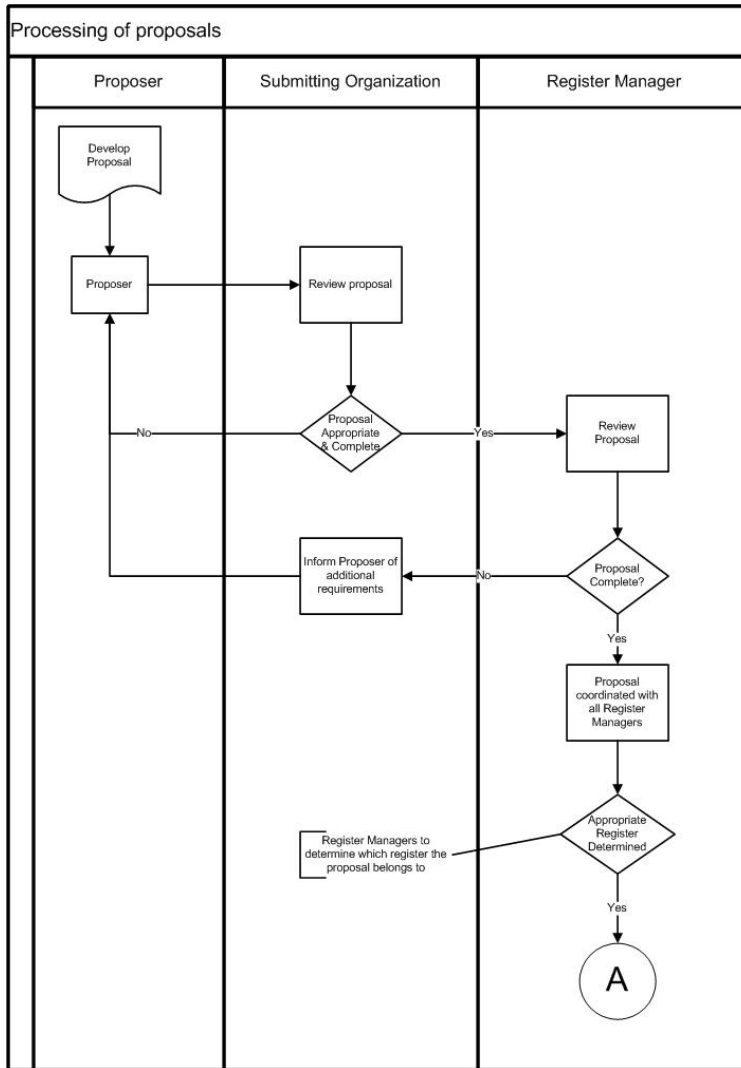 Processing of proposals
Proposer
Submitting Organization
Register Manager
Develop
Proposal
Proposer
Review proposal
Proposal
Appropriate
& Complete
No
Yes
Review
Proposal
Inform Proposer of
additional
requirements
No
Proposal
Complete?
Yes
Proposal
coordinated with
all Register
Managers
Register Managers to
determine which register the
proposal belongs to
Appropriate
Register
Determined
Yes
A